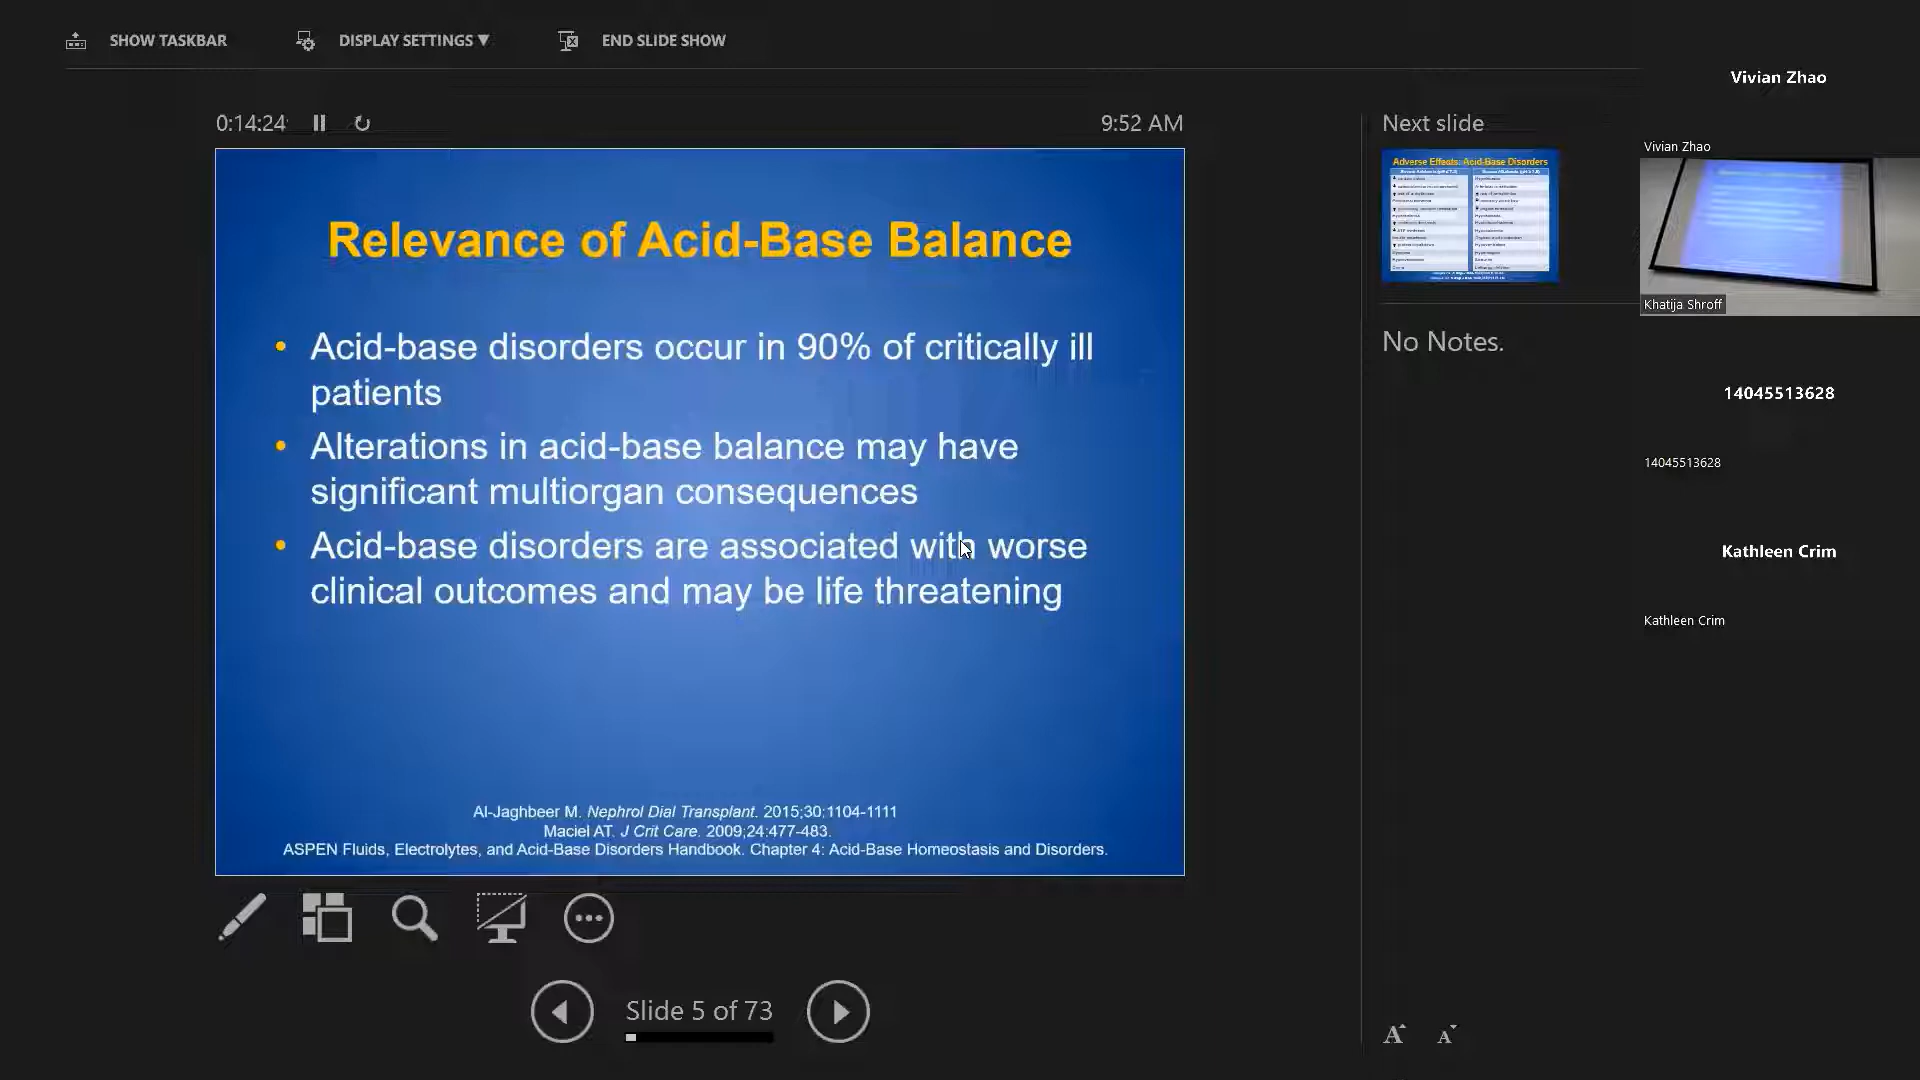 SHOW TASKBAR
DISPLAY SETTINGS ▼
END SLIDE SHOW
Vivian Zhao
0:14:24
9:52 AM
Next slide
Vivian Zhao
Adverse Effects: Acid-Base Disorders
Khatija Shroff
Relevance of Acid-Base Balance
• Acid-base disorders occur in 90% of critically ill
patients
• Alterations in acid-base balance may have
significant multiorgan consequences
• Acid-base disorders are associated with worse
clinical outcomes and may be life threatening
Al-Jaghbeer M. Nephrol Dial Transplant. 2015;30:1104-1111
Maciel AT. J Crit Care. 2009;24:477-483.
ASPEN Fluids, Electrolytes, and Acid-Base Disorders Handbook. Chapter 4: Acid-Base Homeostasis and Disorders.
No Notes.
14045513628
14045513628
Kathleen Crim
Kathleen Crim
Slide 5 of 73
A
A